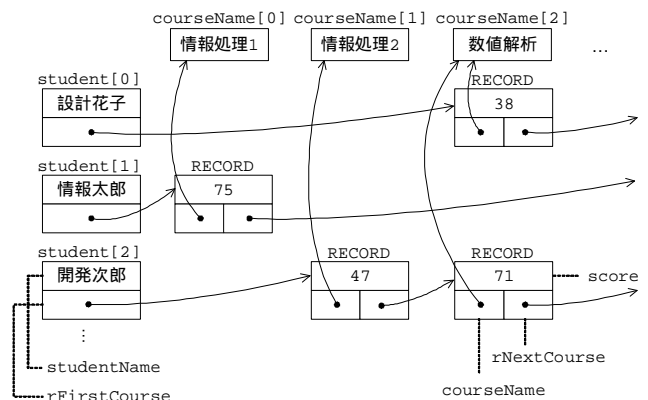 courseName[0] courseName[1] courseName[2]
情報処理1 情報処理2 数値解析 …
student[0] RECORD
設計花子 38
student[1] RECORD
情報太郎 75
student[2] RECORD RECORD
開発次郎 47 71 score
⋮
rNextCourse
studentName
courseName
rFirstCourse